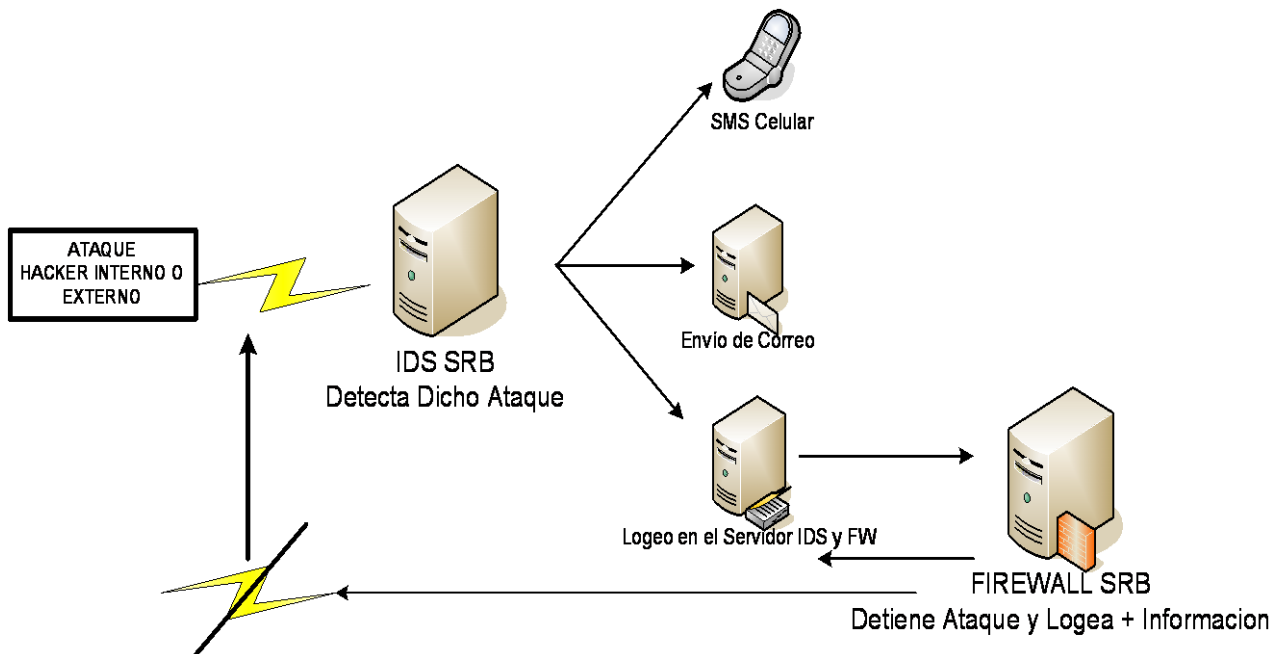 SMS Celular
ATAQUE
HACKER INTERNO O
EXTERNO
Envío de Correo
IDS SRB
Detecta Dicho Ataque
Logeo en el Servidor IDS y FW
FIREWALL SRB
Detiene Ataque y Logea + Informacion